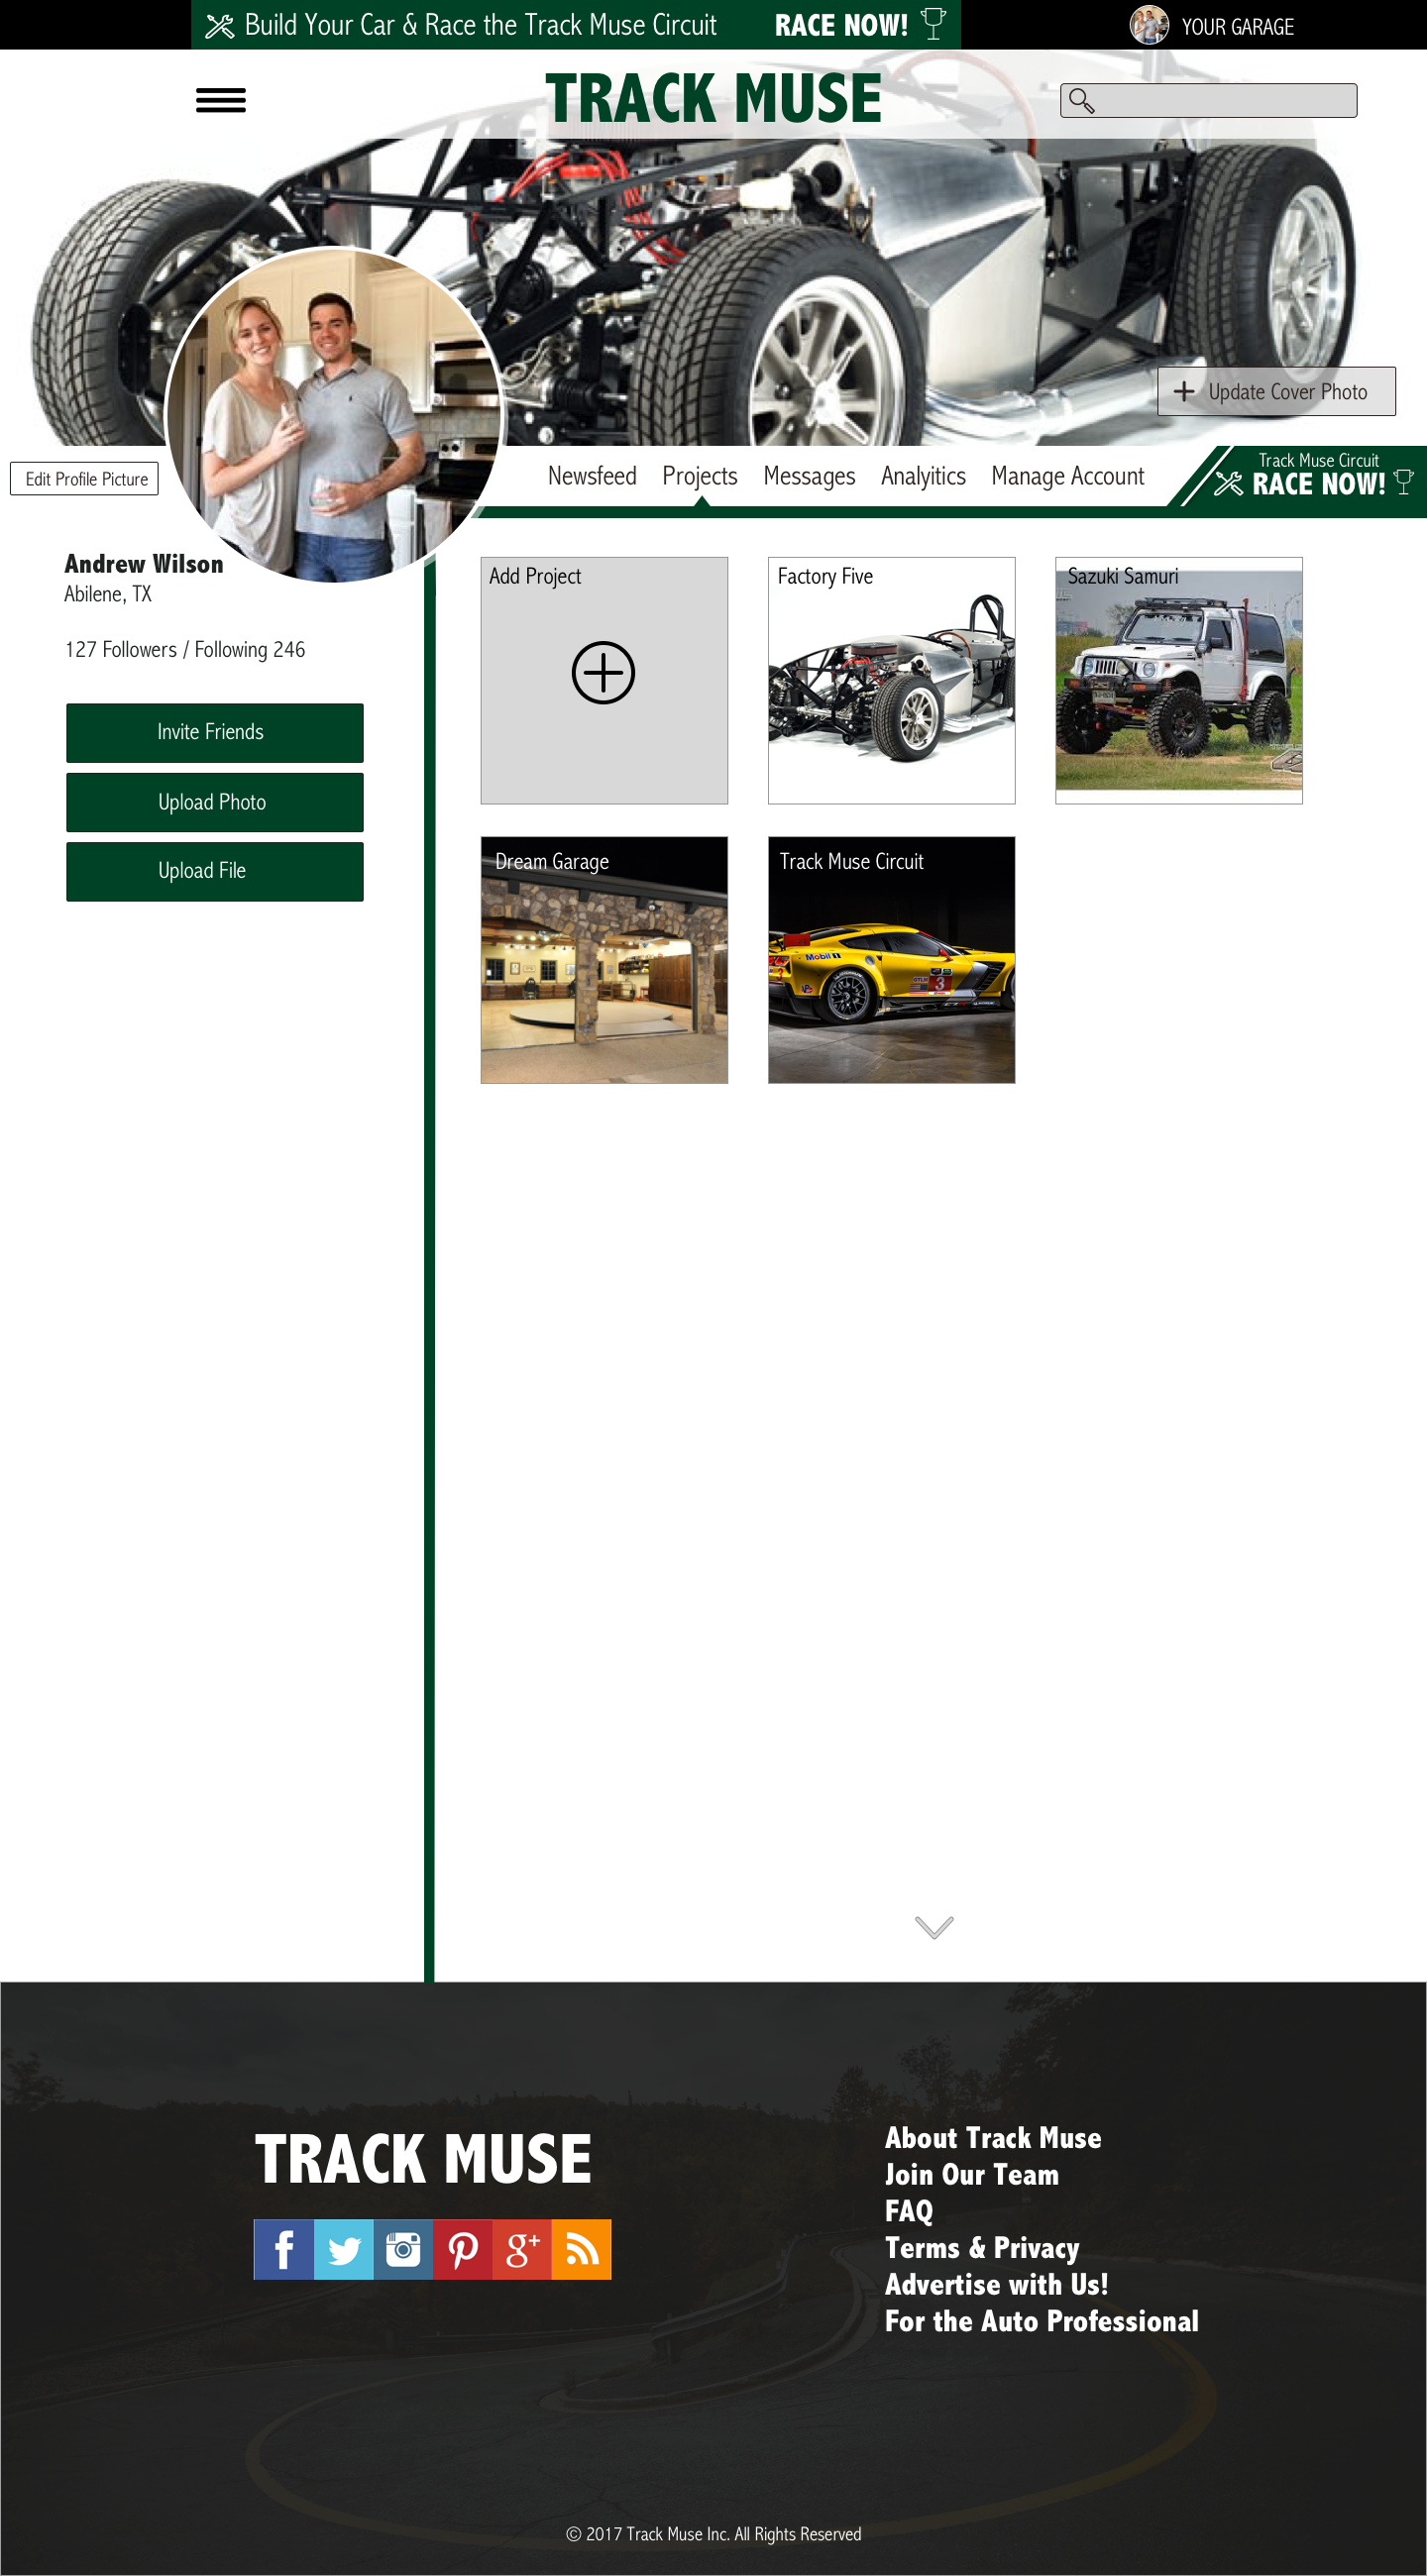 Build Your Car & Race the Track Muse Circuit RACE NOW!
YOUR GARAGE
TRACK MUSE
Update Cover Photo
Edit Profile Picture
Newsfeed Projects Messages Analyitics Manage Account
Track Muse Circuit
RACE NOW!
Andrew Wilson
Abilene, TX
127 Followers / Following 246
Invite Friends
Upload Photo
Upload File
Add Project
Factory Five
Sazuki Samuri
Dream Garage
Track Muse Circuit
Mobil 1
3
TRACK MUSE
About Track Muse
Join Our Team
FAQ
Terms & Privacy
Advertise with Us!
For the Auto Professional
© 2017 Track Muse Inc. All Rights Reserved